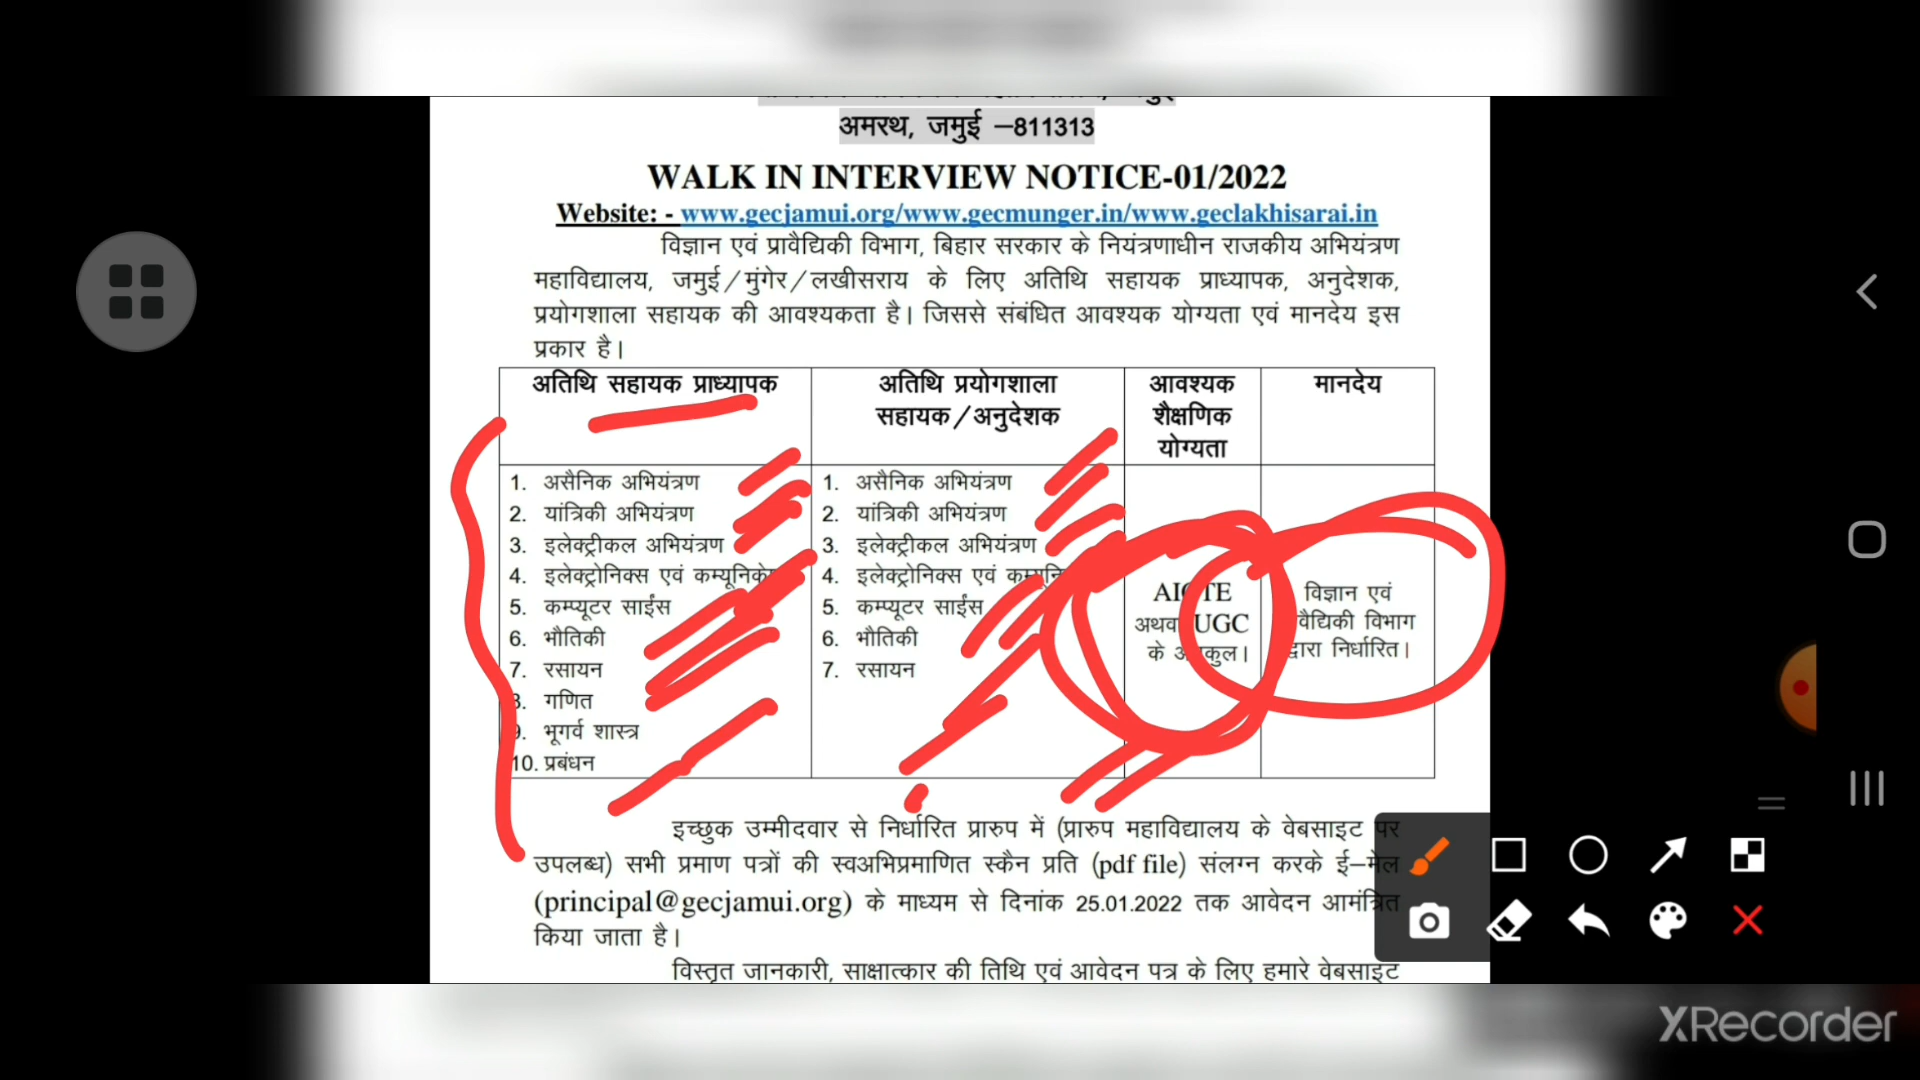 अमरथ, जमुई –811313
WALK IN INTERVIEW NOTICE-01/2022
Website: - www.gecjamui.org/www.gecmunger.in/www.geclakhisarai.in
विज्ञान एवं प्रावैद्यिकी विभाग, बिहार सरकार के नियंत्रणाधीन राजकीय अभियंत्रण
महाविद्यालय, जमुई/मुंगेर/लखीसराय के लिए अतिथि सहायक प्राध्यापक, अनुदेशक,
प्रयोगशाला सहायक की आवश्यकता है। जिससे संबंधित आवश्यक योग्यता एवं मानदेय इस
प्रकार है।
अतिथि सहायक प्राध्यापक
1. असैनिक अभियंत्रण
2. यांत्रिकी अभियंत्रण
3. इलेक्ट्रीकल अभियंत्रण
4. इलेक्ट्रोनिक्स एवं
5. कम्प्यूटर साईंस
6. भौतिकी
7. रसायन
8. गणित
9. भूगर्व शास्त्र
10. प्रबंधन
अतिथि प्रयोगशाला
सहायक/अनुदेशक
1. असैनिक अभियंत्रण
2. यांत्रिकी अभियंत्रण
3. इलेक्ट्रीकल अभियंत्रण
4. इलेक्ट्रोनिक्स एवं
5. कम्प्यूटर साईंस
6. भौतिकी
7. रसायन
आवश्यक
शैक्षणिक
योग्यता
AICTE
अथवा UGC
के
मानदेय
विज्ञान एवं
विभाग
द्वारा निर्धारित।
इच्छुक उम्मीदवार से निर्धारित प्रारुप में (प्रारुप महाविद्यालय के वेबसाइट पर
उपलब्ध) सभी प्रमाण पत्रों की स्वअभिप्रमाणित स्कैन प्रति (pdf file) संलग्न करके ई–मेल
(principal@gecjamui.org) के माध्यम से दिनांक 25.01.2022 तक आवेदन आमंत्रित
किया जाता है।
विस्तृत जानकारी, साक्षात्कार की तिथि एवं आवेदन पत्र के लिए हमारे वेबसाइट
XRecorder